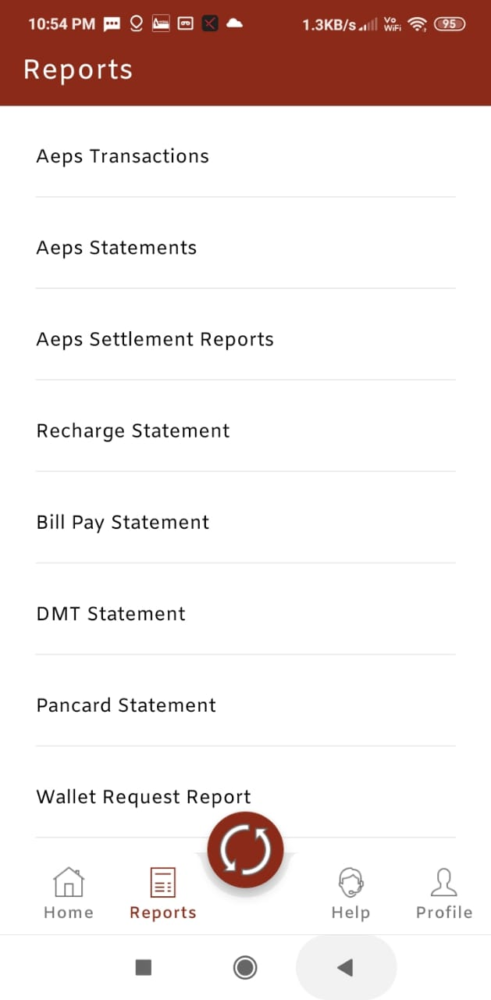 10:54 PM 1.3KB/s Vo WiFi 95
Reports
Aeps Transactions
Aeps Statements
Aeps Settlement Reports
Recharge Statement
Bill Pay Statement
DMT Statement
Pancard Statement
Wallet Request Report
Home Reports Help Profile